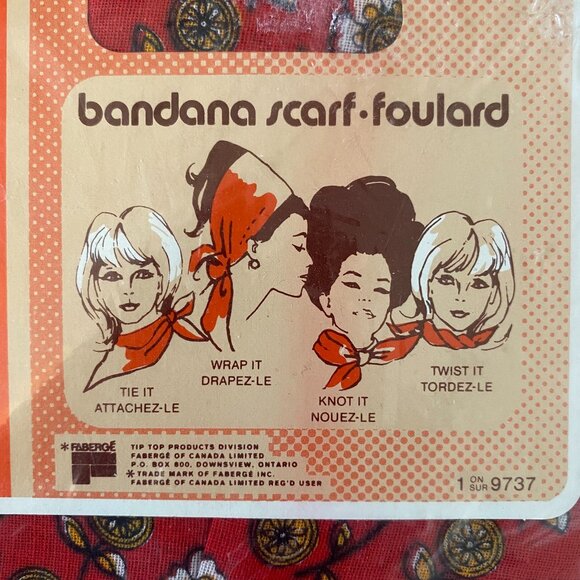 bandana scarf•foulard
TIE IT
ATTACHEZ-LE
WRAP IT
DRAPEZ-LE
KNOT IT
NOUEZ-LE
TWIST IT
TORDEZ-LE
*FABERGÉ
TIP TOP PRODUCTS DIVISION
FABERGÉ OF CANADA LIMITED
P.O. BOX 600, DOWNSVIEW, ONTARIO
* TRADE MARK OF FABERGÉ INC.
FABERGÉ OF CANADA LIMITED REG'D USER
1 ON SUR 9737